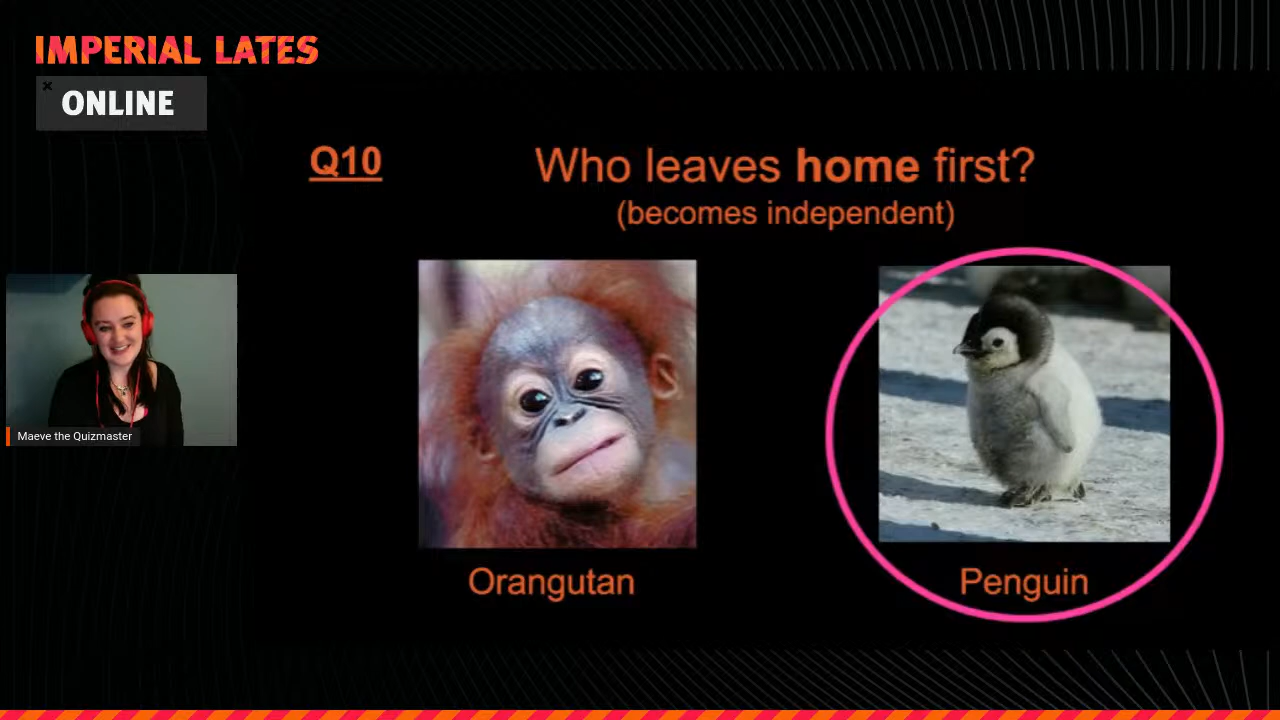 IMPERIAL LATES
ONLINE
Q10
Who leaves home first?
(becomes independent)
Maeve the Quizmaster
Orangutan
Penguin